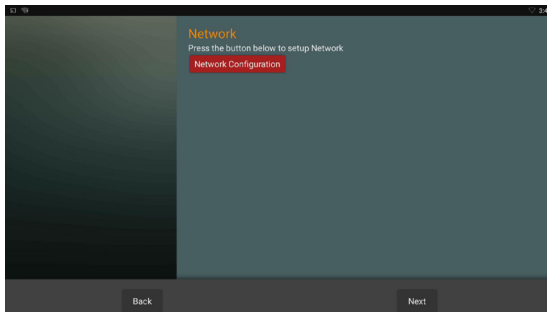 Network
Press the button below to setup Network
Network Configuration
Back
Next